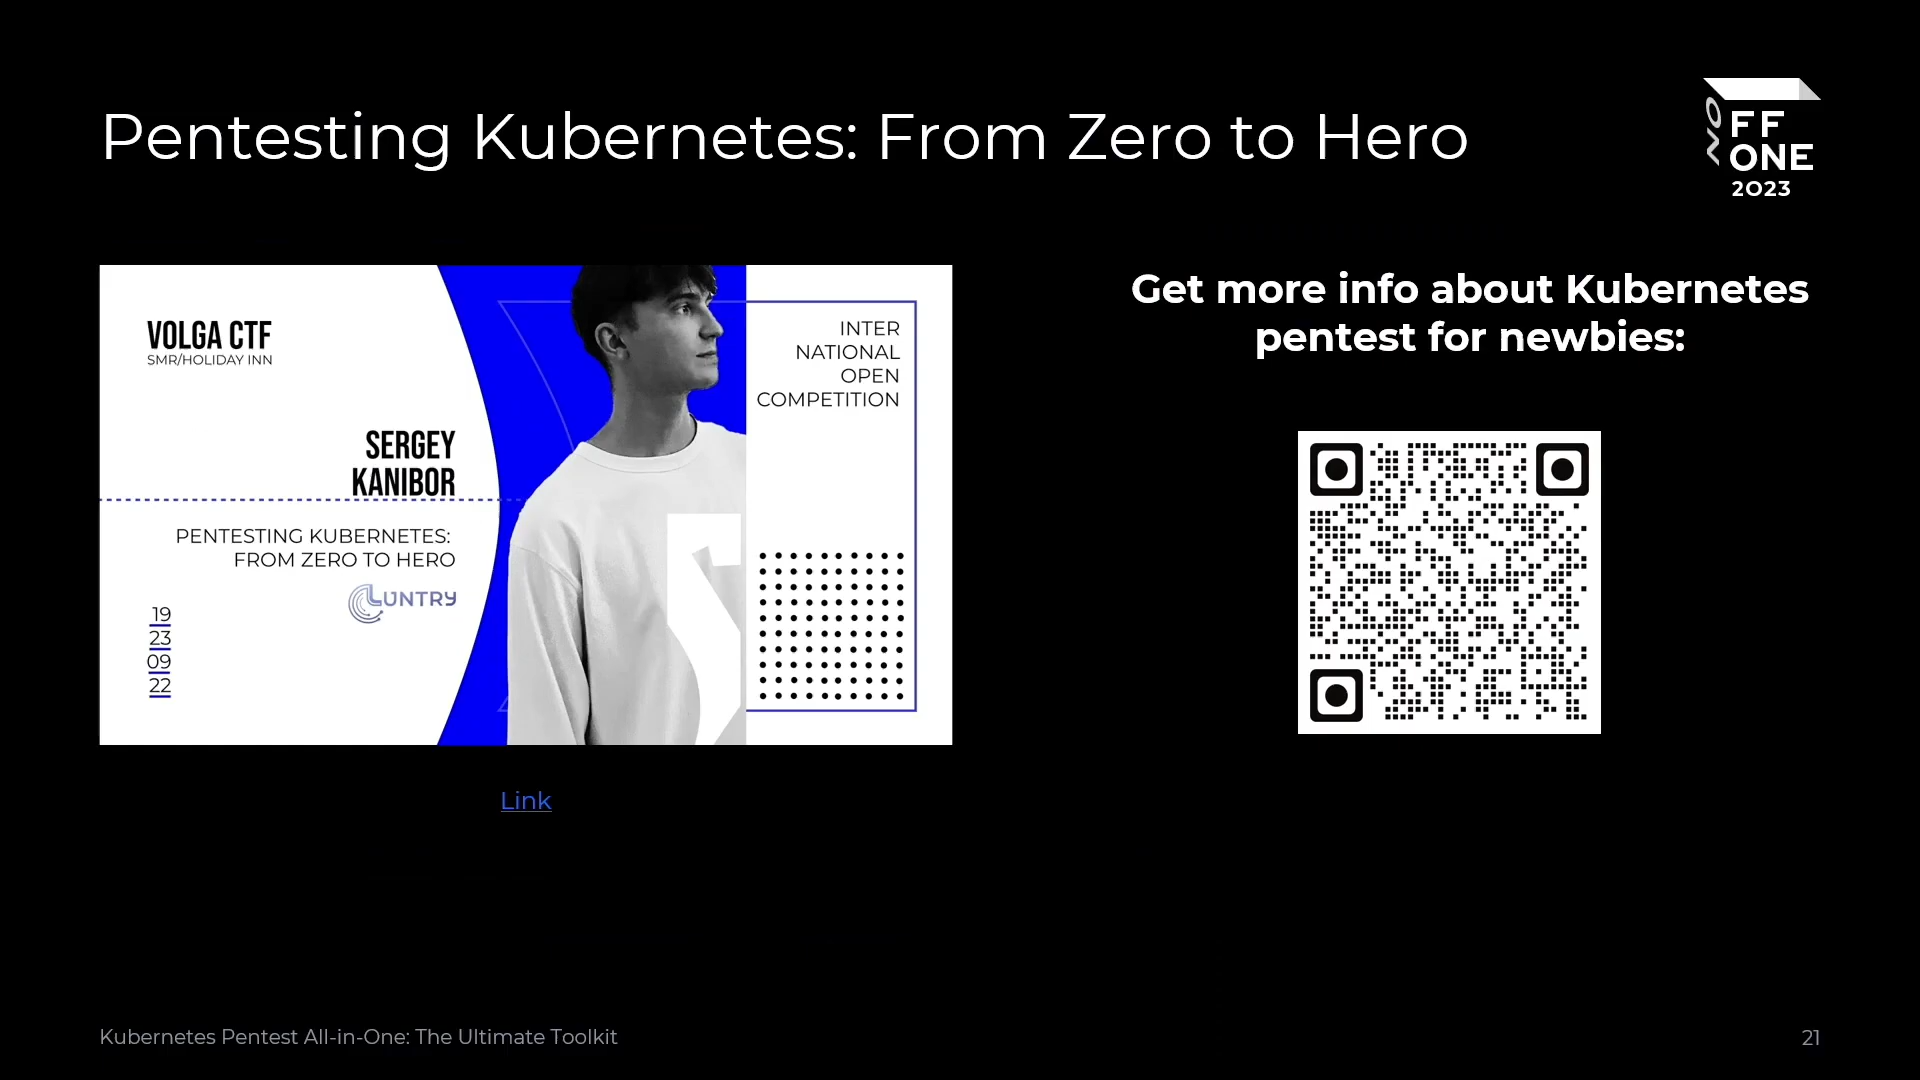 Pentesting Kubernetes: From Zero to Hero
NO
FF
ONE
2023
VOLGA CTF
SMR/HOLIDAY INN
SERGEY
KANIBOR
PENTESTING KUBERNETES:
FROM ZERO TO HERO
LUNTRY
19
23
09
22
INTER
NATIONAL
OPEN
COMPETITION
Link
Get more info about Kubernetes
pentest for newbies:
Kubernetes Pentest All-in-One: The Ultimate Toolkit
21